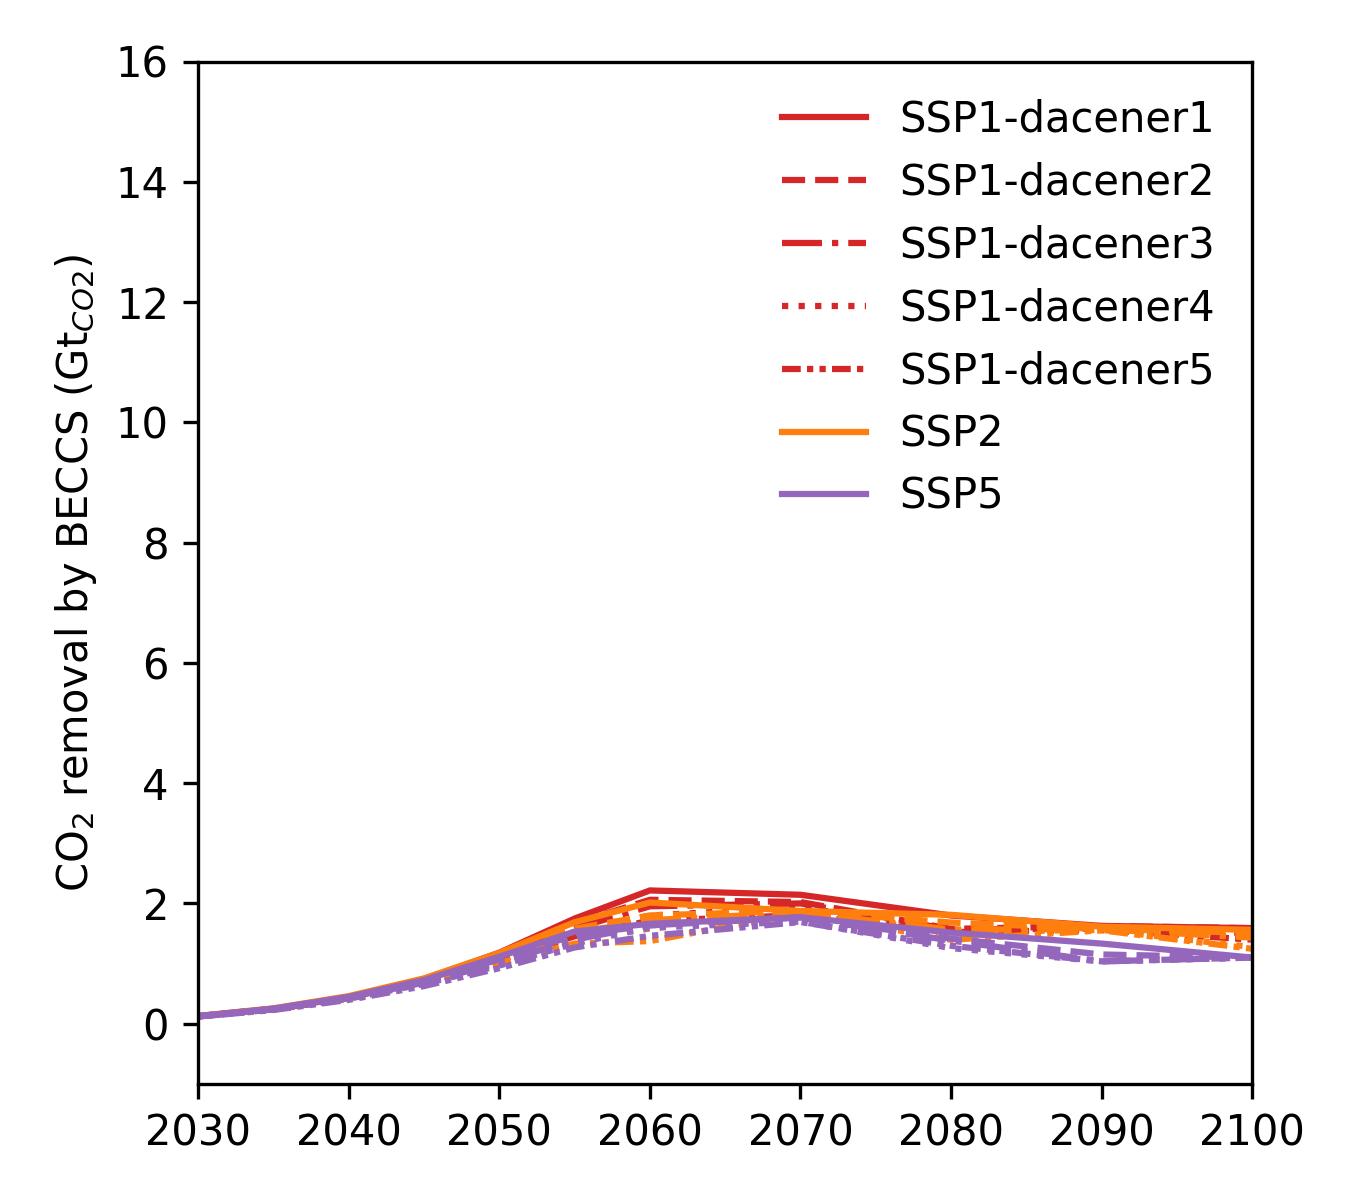 CO₂ removal by BECCS (Gt_CO2)
16
14
12
10
8
6
4
2
0
2030 2040 2050 2060 2070 2080 2090 2100
SSP1-dacener1
SSP1-dacener2
SSP1-dacener3
SSP1-dacener4
SSP1-dacener5
SSP2
SSP5